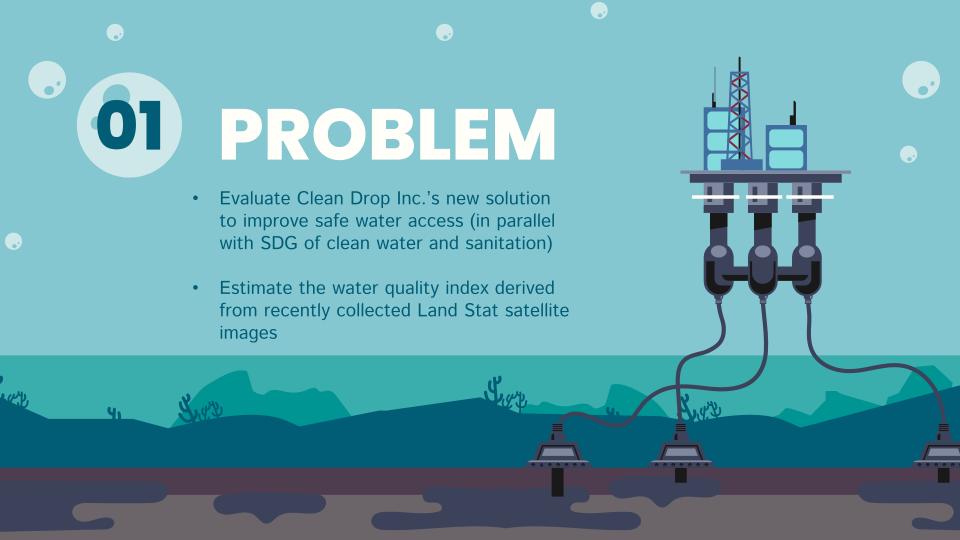 01
PROBLEM
• Evaluate Clean Drop Inc.'s new solution
to improve safe water access (in parallel
with SDG of clean water and sanitation)
• Estimate the water quality index derived
from recently collected Land Stat satellite
images